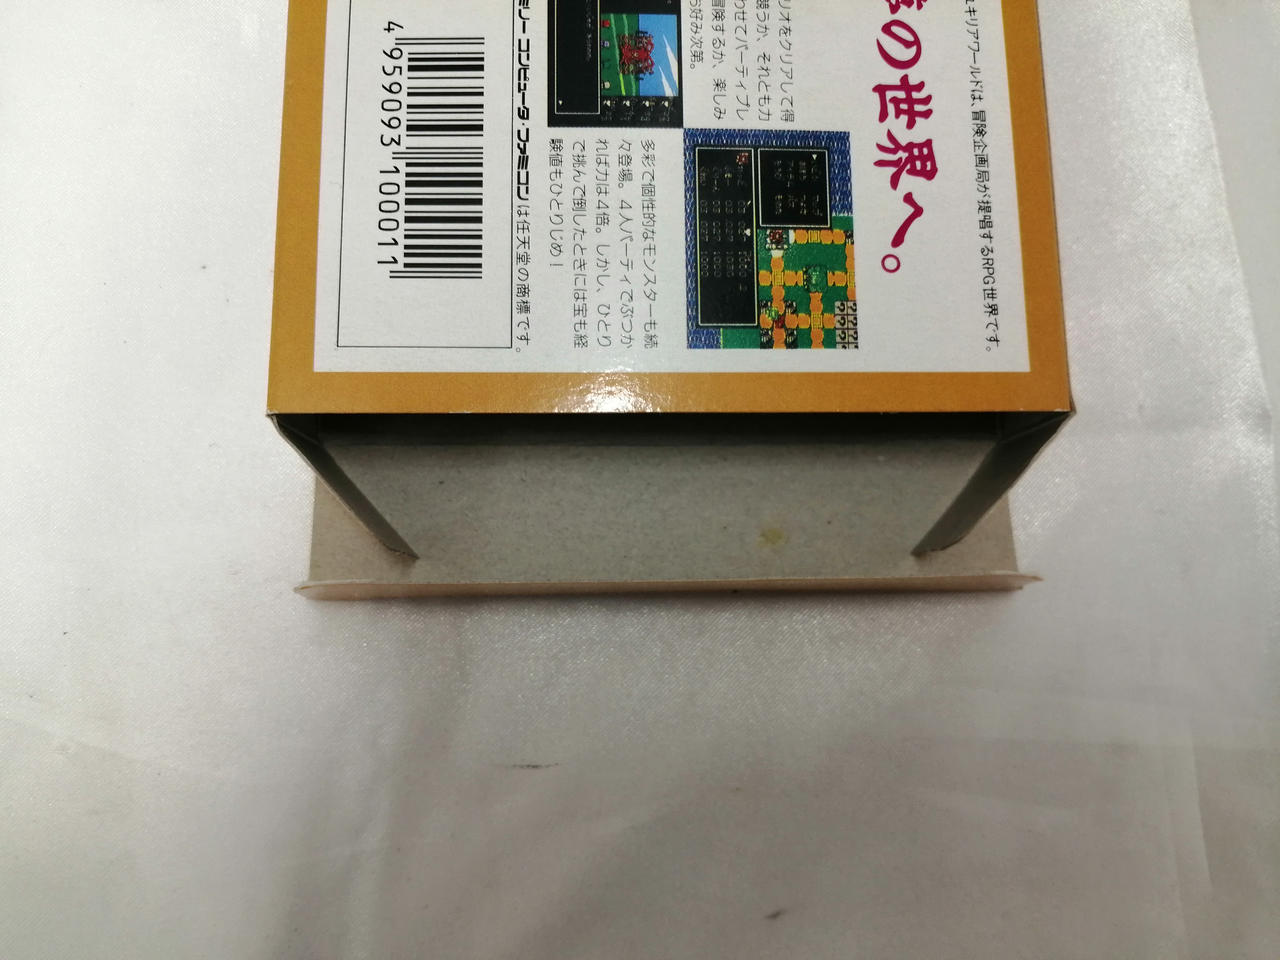 ュキリアワールドは、冒険企画局が提唱するRPG世界です。
の世界へ。
リオをクリアして得
競うか、それとも力
わせてパーティプレ
冒険するか、楽しみ
お好み次第。
多彩で個性的なモンスターも続
々登場。4人パーティでぶつか
れば力は4倍。しかし、ひとり
で挑んで倒したときには宝も経
験値もひとりじめ!
ミリー コンピュータ・ファミコンは任天堂の商標です。
4 959093 100011